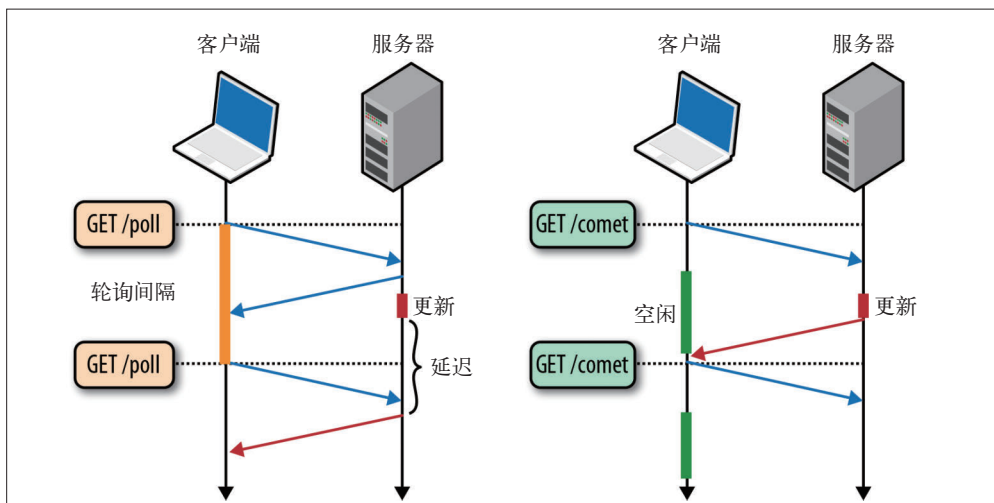 客户端
服务器
GET /poll
轮询间隔
更新
GET /poll
延迟
客户端
服务器
GET /comet
空闲
更新
GET /comet